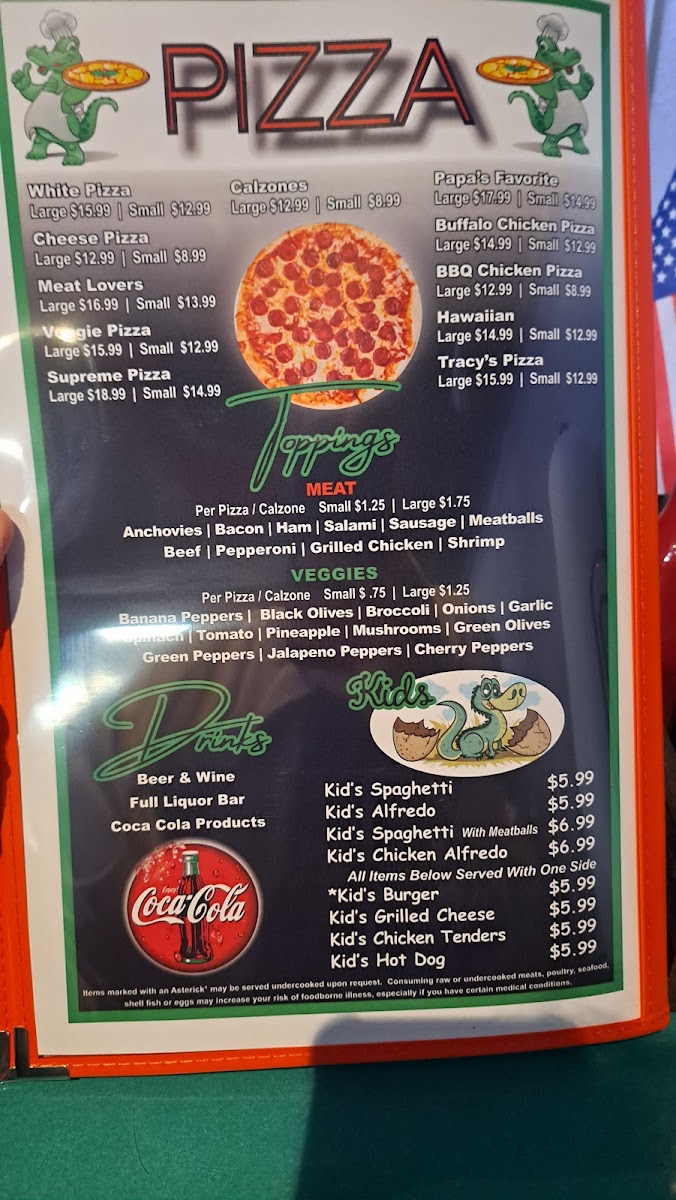 PIZZA
White Pizza
Large $15.99 | Small $12.99
Cheese Pizza
Large $12.99 | Small $8.99
Meat Lovers
Large $16.99 | Small $13.99
Veggie Pizza
Large $15.99 | Small $12.99
Supreme Pizza
Large $18.99 | Small $14.99
Calzones
Large $12.99 | Small $8.99
Papa's Favorite
Large $17.99 | Small $14.99
Buffalo Chicken Pizza
Large $14.99 | Small $12.99
BBQ Chicken Pizza
Large $12.99 | Small $8.99
Hawaiian
Large $14.99 | Small $12.99
Tracy's Pizza
Large $15.99 | Small $12.99
Toppings
MEAT
Per Pizza / Calzone Small $1.25 | Large $1.75
Anchovies | Bacon | Ham | Salami | Sausage | Meatballs
Beef | Pepperoni | Grilled Chicken | Shrimp
VEGGIES
Per Pizza / Calzone Small $ .75 | Large $1.25
Banana Peppers | Black Olives | Broccoli | Onions | Garlic
Spinach | Tomato | Pineapple | Mushrooms | Green Olives
Green Peppers | Jalapeno Peppers | Cherry Peppers
Drinks
Beer & Wine
Full Liquor Bar
Coca Cola Products
Enjoy
Coca-Cola
Kids
Kid's Spaghetti $5.99
Kid's Alfredo $5.99
Kid's Spaghetti With Meatballs $6.99
Kid's Chicken Alfredo $6.99
All Items Below Served With One Side
*Kid's Burger $5.99
Kid's Grilled Cheese $5.99
Kid's Chicken Tenders $5.99
Kid's Hot Dog $5.99
Items marked with an Asterick* may be served undercooked upon request. Consuming raw or undercooked meats, poultry, seafood,
shell fish or eggs may increase your risk of foodborne illness, especially if you have certain medical conditions.